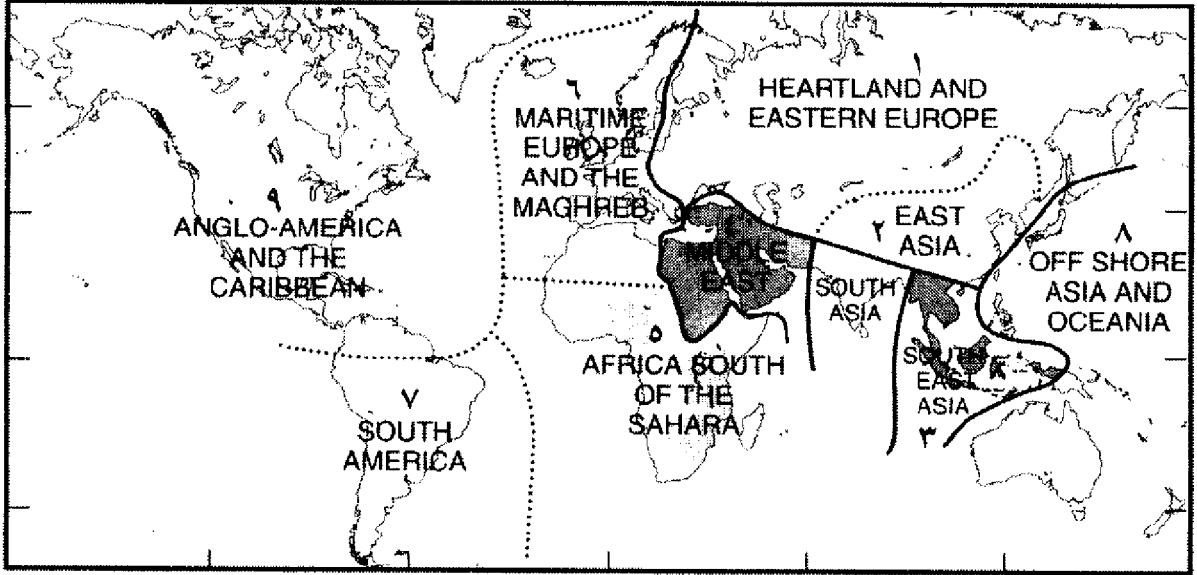 ١
HEARTLAND AND
EASTERN EUROPE
٦
MARITIME
EUROPE
AND THE
MAGHREB
٩
ANGLO-AMERICA
AND THE
CARIBBEAN
٤
MIDDLE
EAST
٢
EAST
ASIA
٨
OFF SHORE
ASIA AND
OCEANIA
SOUTH
ASIA
٥
AFRICA SOUTH
OF THE
SAHARA
SOUTH
EAST
ASIA
٣
٧
SOUTH
AMERICA